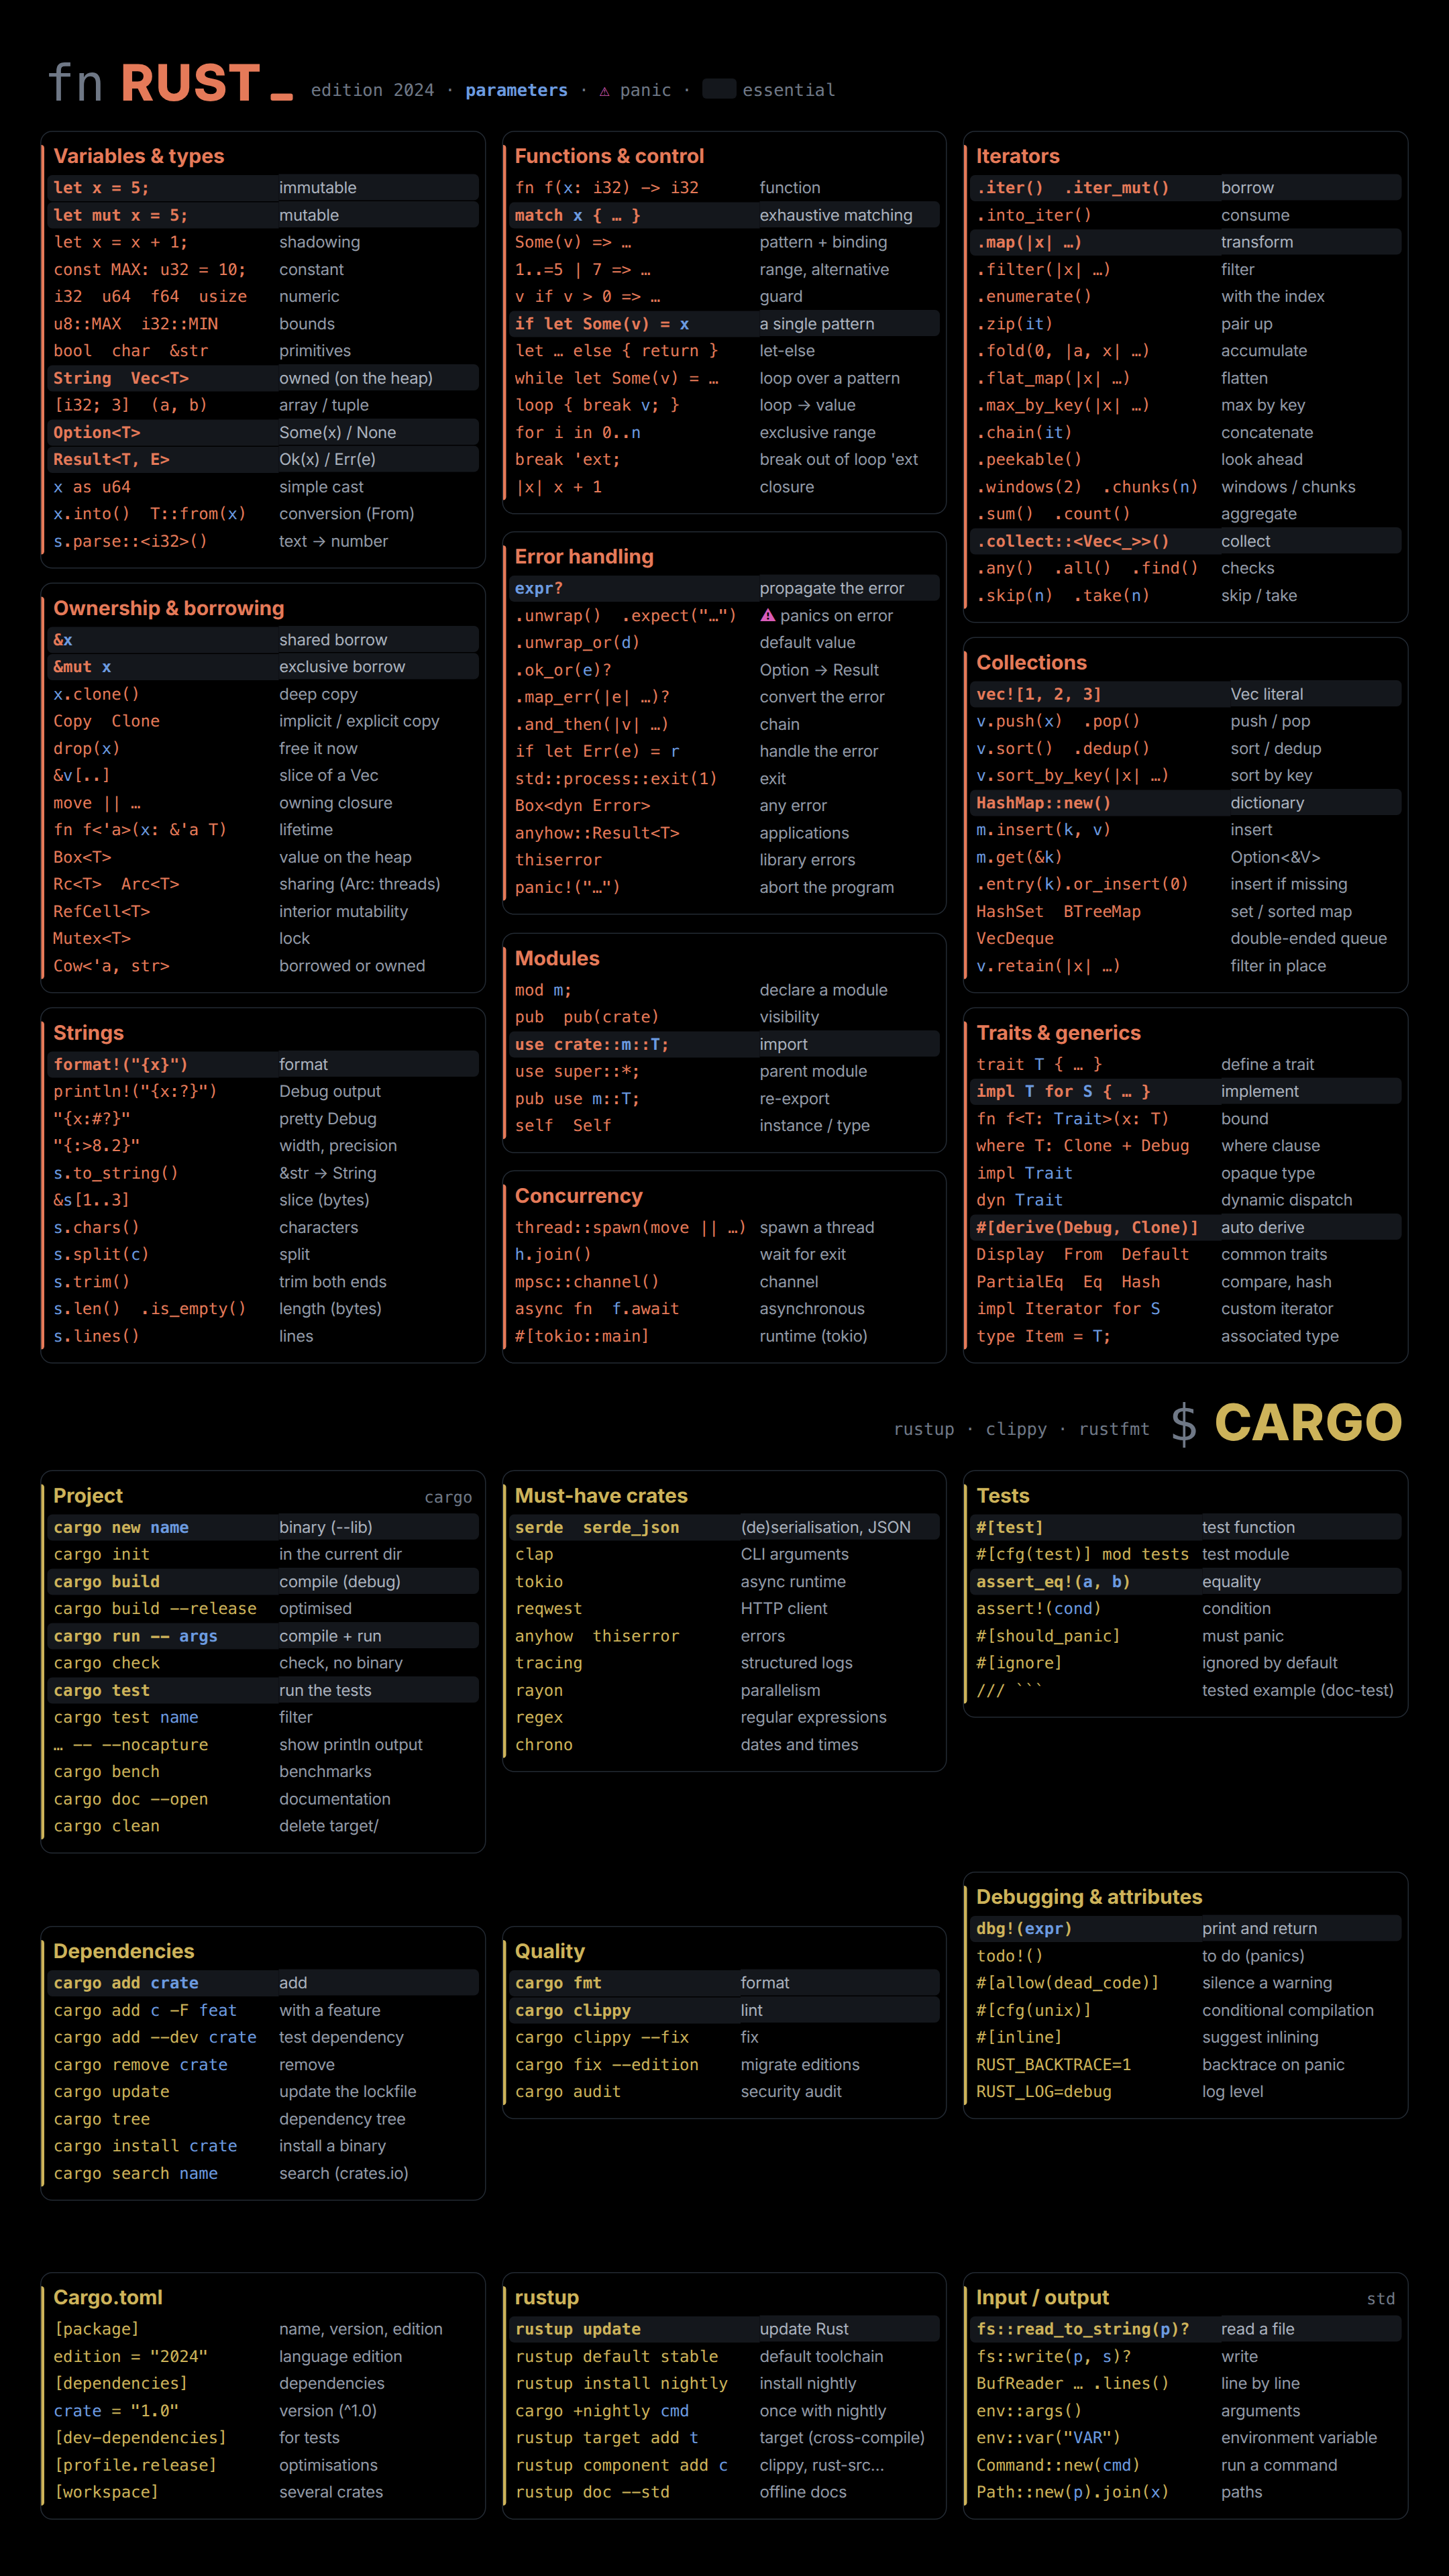 fn RUST_ edition 2024 · parameters · ⚠ panic · essential
Variables & types
let x = 5; immutable
let mut x = 5; mutable
let x = x + 1; shadowing
const MAX: u32 = 10; constant
i32 u64 f64 usize numeric
u8::MAX i32::MIN bounds
bool char &str primitives
String Vec<T> owned (on the heap)
[i32; 3] (a, b) array / tuple
Option<T> Some(x) / None
Result<T, E> Ok(x) / Err(e)
x as u64 simple cast
x.into() T::from(x) conversion (From)
s.parse::<i32>() text → number
Ownership & borrowing
&x shared borrow
&mut x exclusive borrow
x.clone() deep copy
Copy Clone implicit / explicit copy
drop(x) free it now
&v[..] slice of a Vec
move || … owning closure
fn f<'a>(x: &'a T) lifetime
Box<T> value on the heap
Rc<T> Arc<T> sharing (Arc: threads)
RefCell<T> interior mutability
Mutex<T> lock
Cow<'a, str> borrowed or owned
Strings
format!("{x}") format
println!("{x:?}") Debug output
"{x:#?}" pretty Debug
"{:>8.2}" width, precision
s.to_string() &str → String
&s[1..3] slice (bytes)
s.chars() characters
s.split(c) split
s.trim() trim both ends
s.len() .is_empty() length (bytes)
s.lines() lines
Functions & control
fn f(x: i32) -> i32 function
match x { … } exhaustive matching
Some(v) => … pattern + binding
1..=5 | 7 => … range, alternative
v if v > 0 => … guard
if let Some(v) = x a single pattern
let … else { return } let-else
while let Some(v) = … loop over a pattern
loop { break v; } loop → value
for i in 0..n exclusive range
break 'ext; break out of loop 'ext
|x| x + 1 closure
Error handling
expr? propagate the error
.unwrap() .expect("…") ⚠ panics on error
.unwrap_or(d) default value
.ok_or(e)? Option → Result
.map_err(|e| …)? convert the error
.and_then(|v| …) chain
if let Err(e) = r handle the error
std::process::exit(1) exit
Box<dyn Error> any error
anyhow::Result<T> applications
thiserror library errors
panic!("…") abort the program
Modules
mod m; declare a module
pub pub(crate) visibility
use crate::m::T; import
use super::*; parent module
pub use m::T; re-export
self Self instance / type
Concurrency
thread::spawn(move || …) spawn a thread
h.join() wait for exit
mpsc::channel() channel
async fn f.await asynchronous
#[tokio::main] runtime (tokio)
Iterators
.iter() .iter_mut() borrow
.into_iter() consume
.map(|x| …) transform
.filter(|x| …) filter
.enumerate() with the index
.zip(it) pair up
.fold(0, |a, x| …) accumulate
.flat_map(|x| …) flatten
.max_by_key(|x| …) max by key
.chain(it) concatenate
.peekable() look ahead
.windows(2) .chunks(n) windows / chunks
.sum() .count() aggregate
.collect::<Vec<_>>() collect
.any() .all() .find() checks
.skip(n) .take(n) skip / take
Collections
vec![1, 2, 3] Vec literal
v.push(x) .pop() push / pop
v.sort() .dedup() sort / dedup
v.sort_by_key(|x| …) sort by key
HashMap::new() dictionary
m.insert(k, v) insert
m.get(&k) Option<&V>
.entry(k).or_insert(0) insert if missing
HashSet BTreeMap set / sorted map
VecDeque double-ended queue
v.retain(|x| …) filter in place
Traits & generics
trait T { … } define a trait
impl T for S { … } implement
fn f<T: Trait>(x: T) bound
where T: Clone + Debug where clause
impl Trait opaque type
dyn Trait dynamic dispatch
#[derive(Debug, Clone)] auto derive
Display From Default common traits
PartialEq Eq Hash compare, hash
impl Iterator for S custom iterator
type Item = T; associated type
rustup · clippy · rustfmt $ CARGO
Project cargo
cargo new name binary (--lib)
cargo init in the current dir
cargo build compile (debug)
cargo build --release optimised
cargo run -- args compile + run
cargo check check, no binary
cargo test run the tests
cargo test name filter
… -- --nocapture show println output
cargo bench benchmarks
cargo doc --open documentation
cargo clean delete target/
Must-have crates
serde serde_json (de)serialisation, JSON
clap CLI arguments
tokio async runtime
reqwest HTTP client
anyhow thiserror errors
tracing structured logs
rayon parallelism
regex regular expressions
chrono dates and times
Tests
#[test] test function
#[cfg(test)] mod tests test module
assert_eq!(a, b) equality
assert!(cond) condition
#[should_panic] must panic
#[ignore] ignored by default
/// ``` tested example (doc-test)
Dependencies
cargo add crate add
cargo add c -F feat with a feature
cargo add --dev crate test dependency
cargo remove crate remove
cargo update update the lockfile
cargo tree dependency tree
cargo install crate install a binary
cargo search name search (crates.io)
Quality
cargo fmt format
cargo clippy lint
cargo clippy --fix fix
cargo fix --edition migrate editions
cargo audit security audit
Debugging & attributes
dbg!(expr) print and return
todo!() to do (panics)
#[allow(dead_code)] silence a warning
#[cfg(unix)] conditional compilation
#[inline] suggest inlining
RUST_BACKTRACE=1 backtrace on panic
RUST_LOG=debug log level
Cargo.toml
[package] name, version, edition
edition = "2024" language edition
[dependencies] dependencies
crate = "1.0" version (^1.0)
[dev-dependencies] for tests
[profile.release] optimisations
[workspace] several crates
rustup
rustup update update Rust
rustup default stable default toolchain
rustup install nightly install nightly
cargo +nightly cmd once with nightly
rustup target add t target (cross-compile)
rustup component add c clippy, rust-src…
rustup doc --std offline docs
Input / output std
fs::read_to_string(p)? read a file
fs::write(p, s)? write
BufReader … .lines() line by line
env::args() arguments
env::var("VAR") environment variable
Command::new(cmd) run a command
Path::new(p).join(x) paths